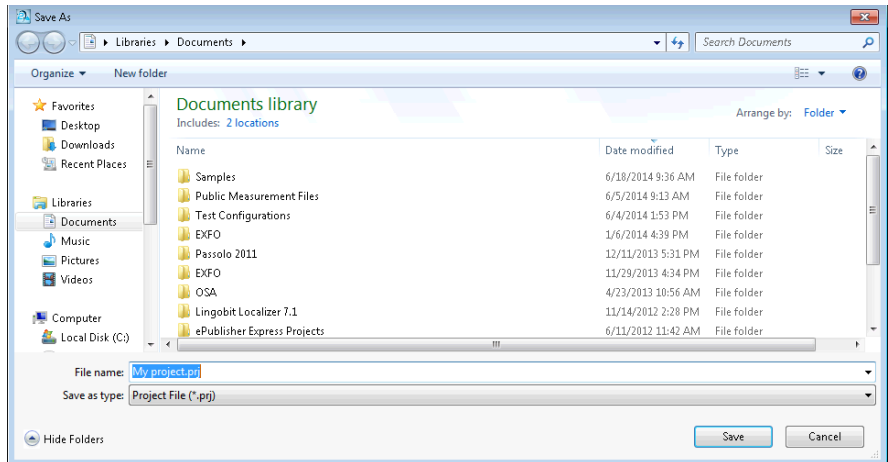 Save As
Libraries Documents
Search Documents
Organize New folder
Favorites
Desktop
Downloads
Recent Places
Libraries
Documents
Music
Pictures
Videos
Computer
Local Disk (C:)
Documents library
Includes: 2 locations
Arrange by: Folder
Name Date modified Type Size
Samples 6/18/2014 9:36 AM File folder
Public Measurement Files 6/5/2014 9:13 AM File folder
Test Configurations 6/4/2014 1:53 PM File folder
EXFO 1/6/2014 4:39 PM File folder
Passolo 2011 12/11/2013 5:31 PM File folder
EXFO 11/29/2013 4:34 PM File folder
OSA 4/23/2013 10:56 AM File folder
Lingobit Localizer 7.1 11/14/2012 2:28 PM File folder
ePublisher Express Projects 6/11/2012 11:42 AM File folder
File name: My project.prj
Save as type: Project File (*.prj)
Hide Folders Save Cancel